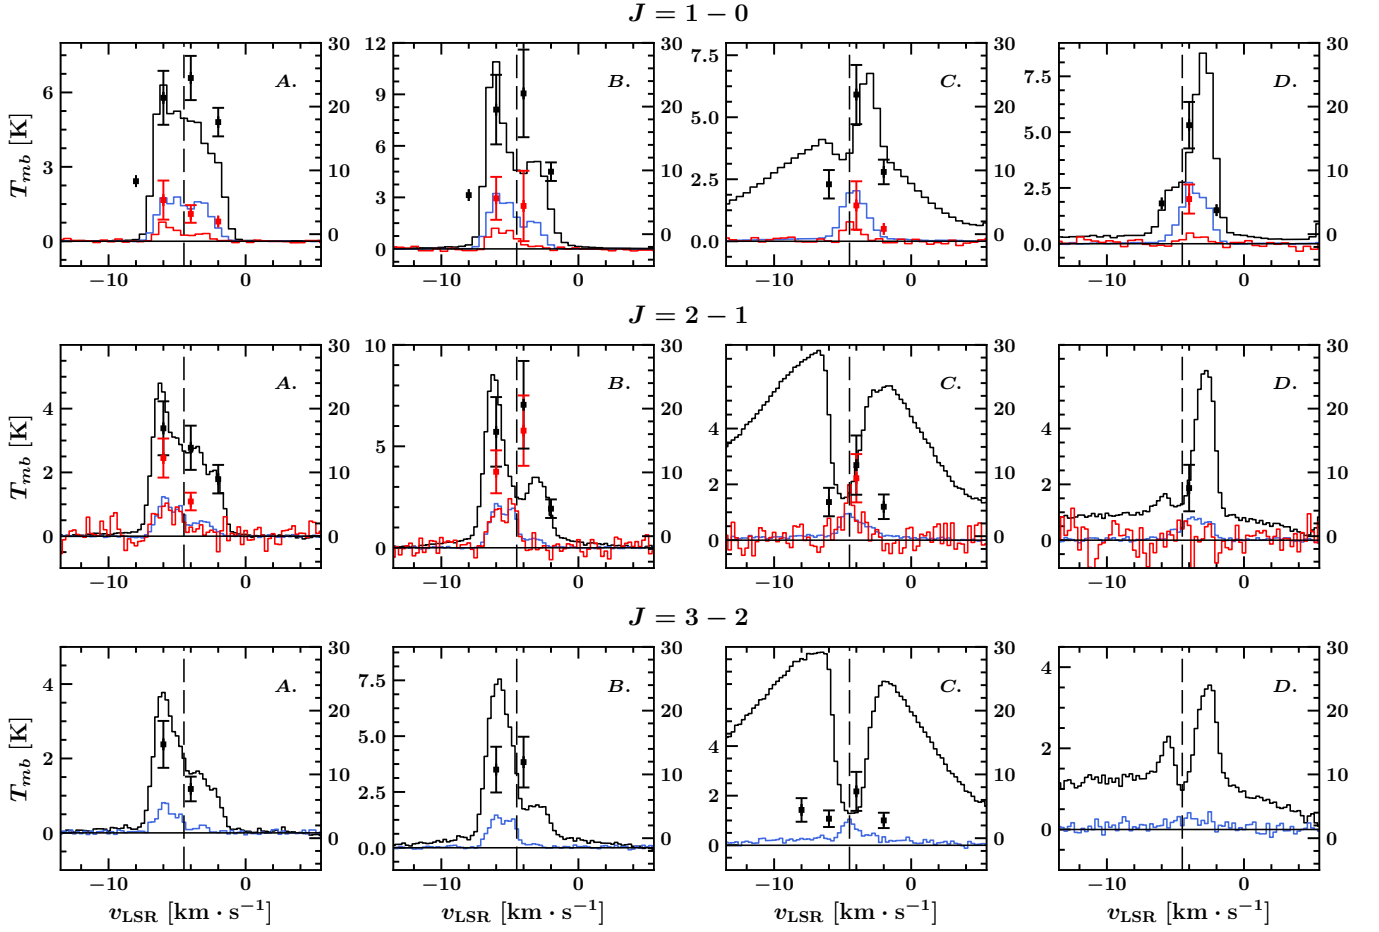 J = 1 − 0
A. B. C. D.
T_mb [K]
6 3 0
30 20 10 0
12 9 6 3 0
30 20 10 0
7.5 5.0 2.5 0.0
30 20 10 0
7.5 5.0 2.5 0.0
30 20 10 0
−10 0 −10 0 −10 0 −10 0
J = 2 − 1
A. B. C. D.
T_mb [K]
4 2 0
30 20 10 0
10 5 0
30 20 10 0
4 2 0
30 20 10 0
4 2 0
30 20 10 0
−10 0 −10 0 −10 0 −10 0
J = 3 − 2
A. B. C. D.
T_mb [K]
4 2 0
30 20 10 0
7.5 5.0 2.5 0.0
30 20 10 0
4 2 0
30 20 10 0
4 2 0
30 20 10 0
−10 0 −10 0 −10 0 −10 0
v_LSR [km · s⁻¹] v_LSR [km · s⁻¹] v_LSR [km · s⁻¹] v_LSR [km · s⁻¹]